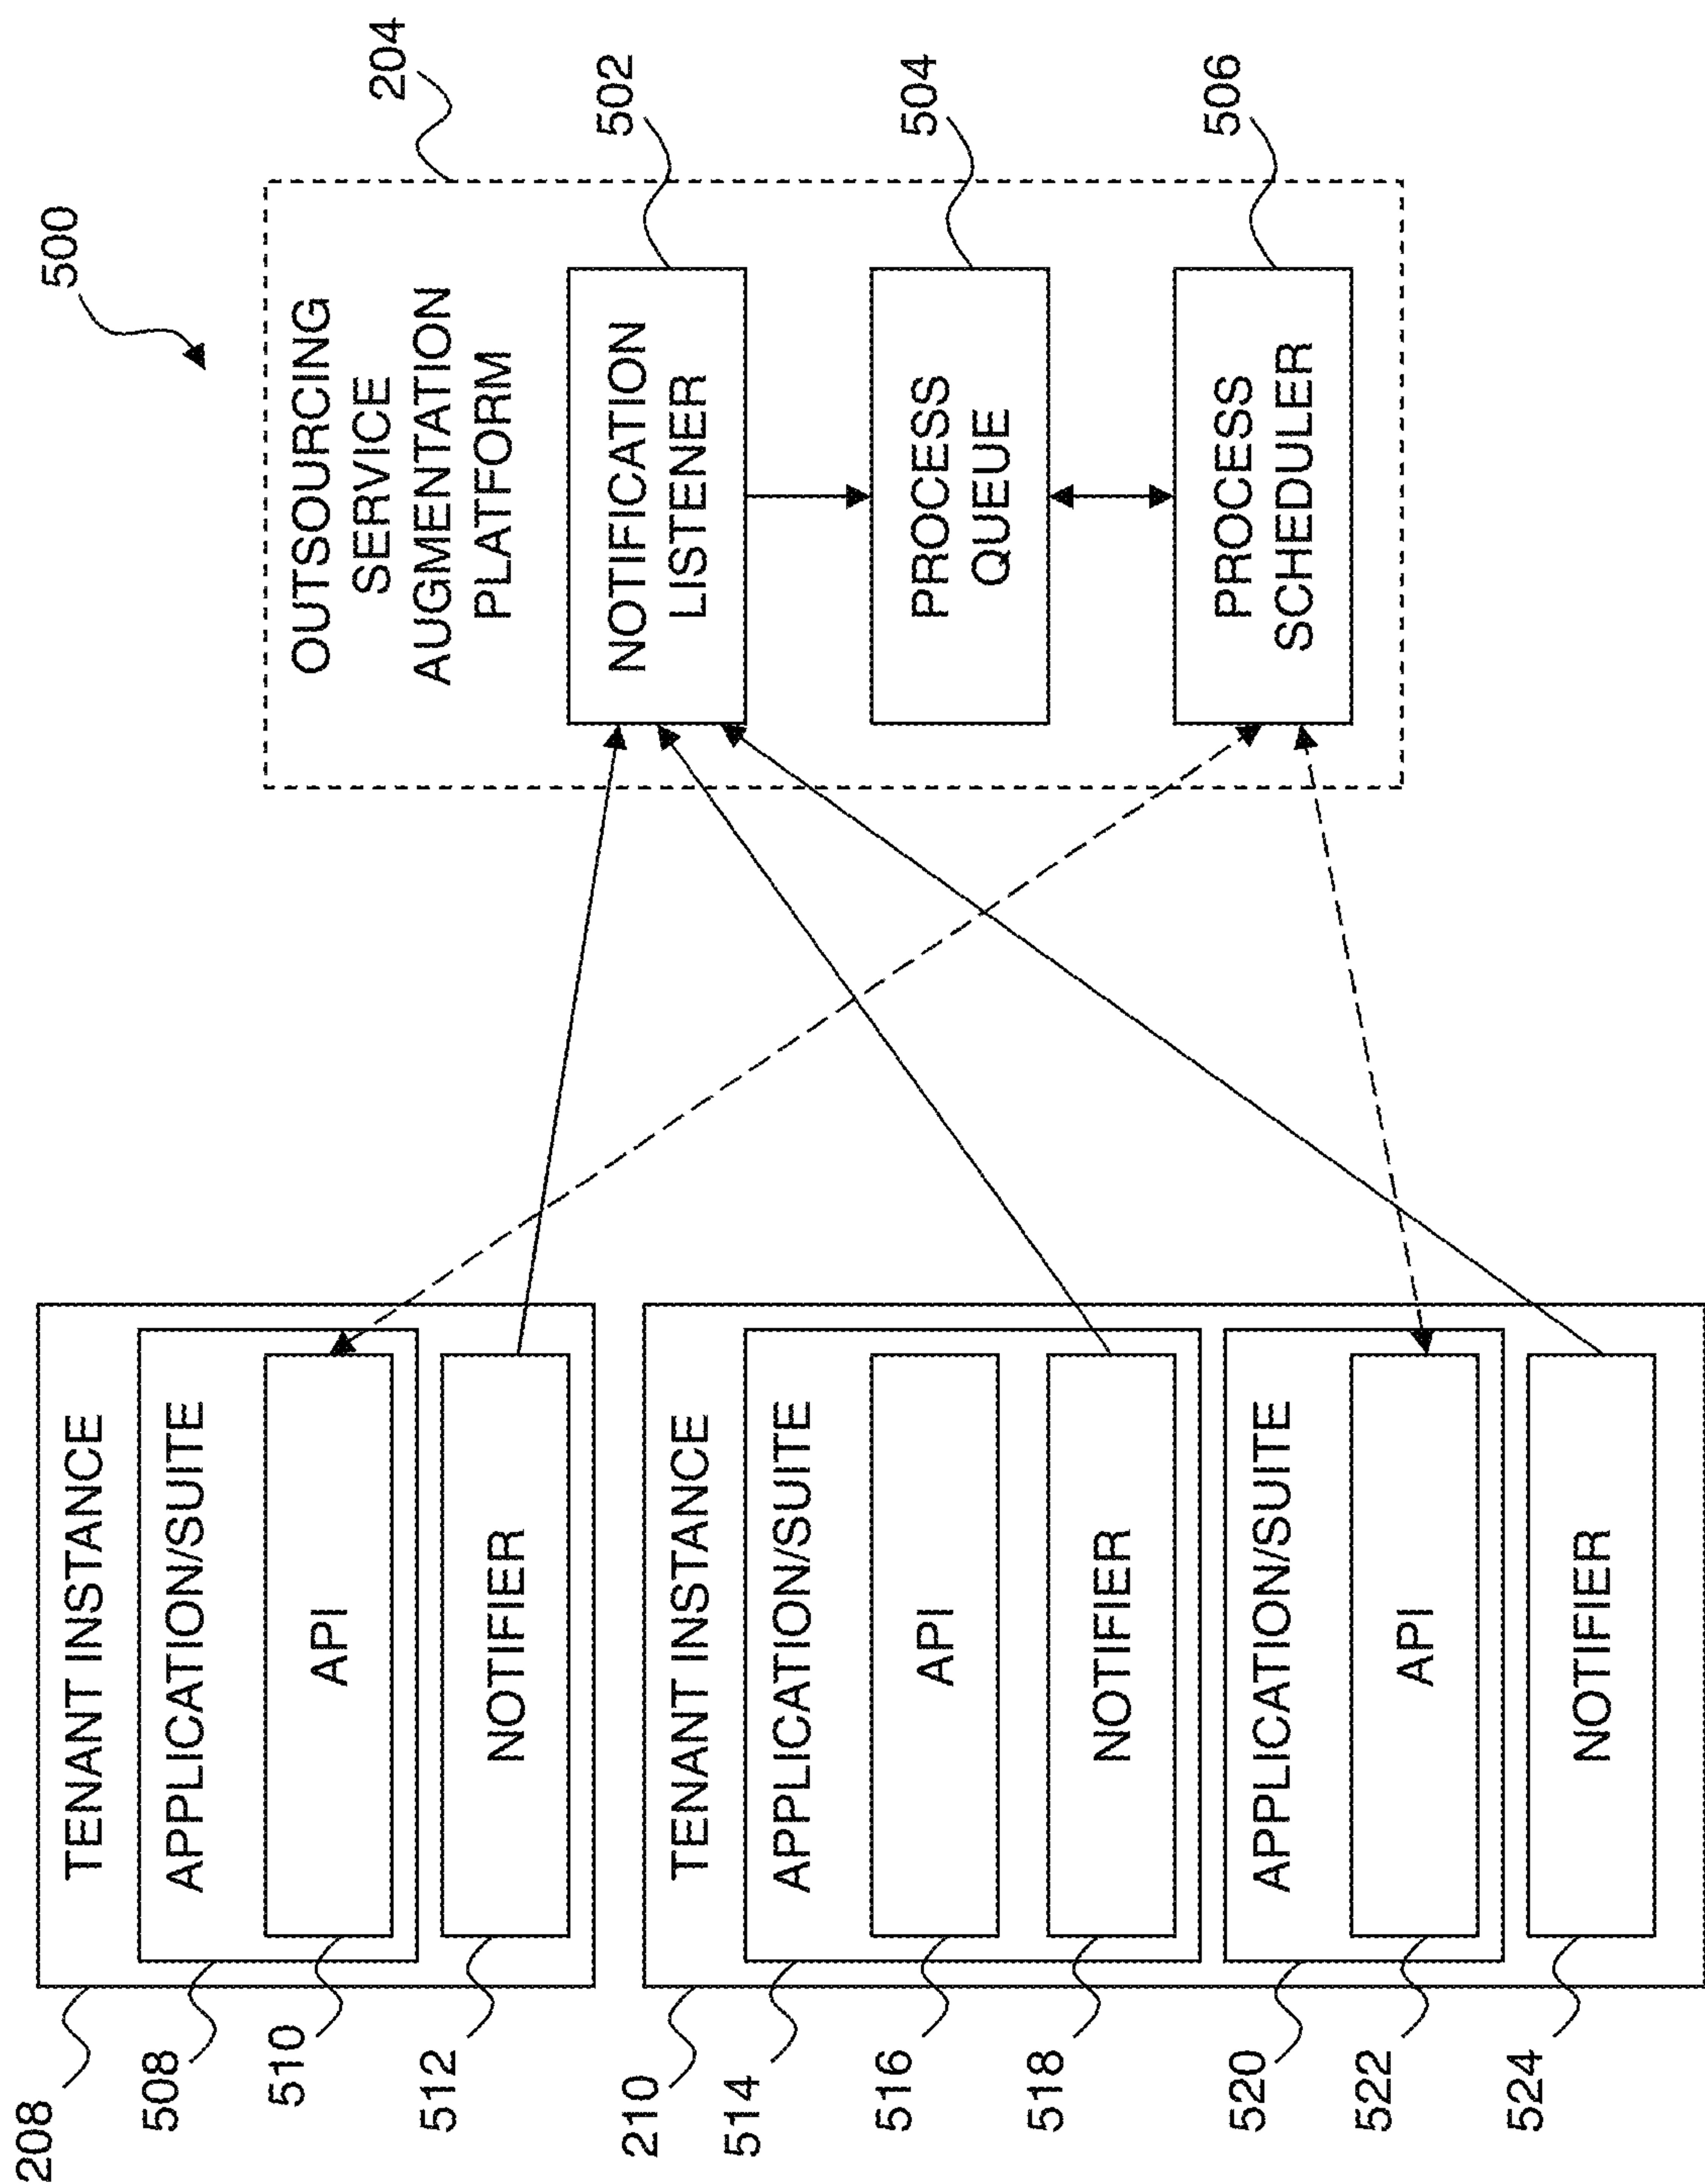 500
208
TENANT INSTANCE
508
APPLICATION/SUITE
510
API
512
NOTIFIER
210
TENANT INSTANCE
514
APPLICATION/SUITE
516
API
518
NOTIFIER
520
APPLICATION/SUITE
522
API
524
NOTIFIER
204
OUTSOURCING
SERVICE
AUGMENTATION
PLATFORM
502
NOTIFICATION
LISTENER
504
PROCESS
QUEUE
506
PROCESS
SCHEDULER